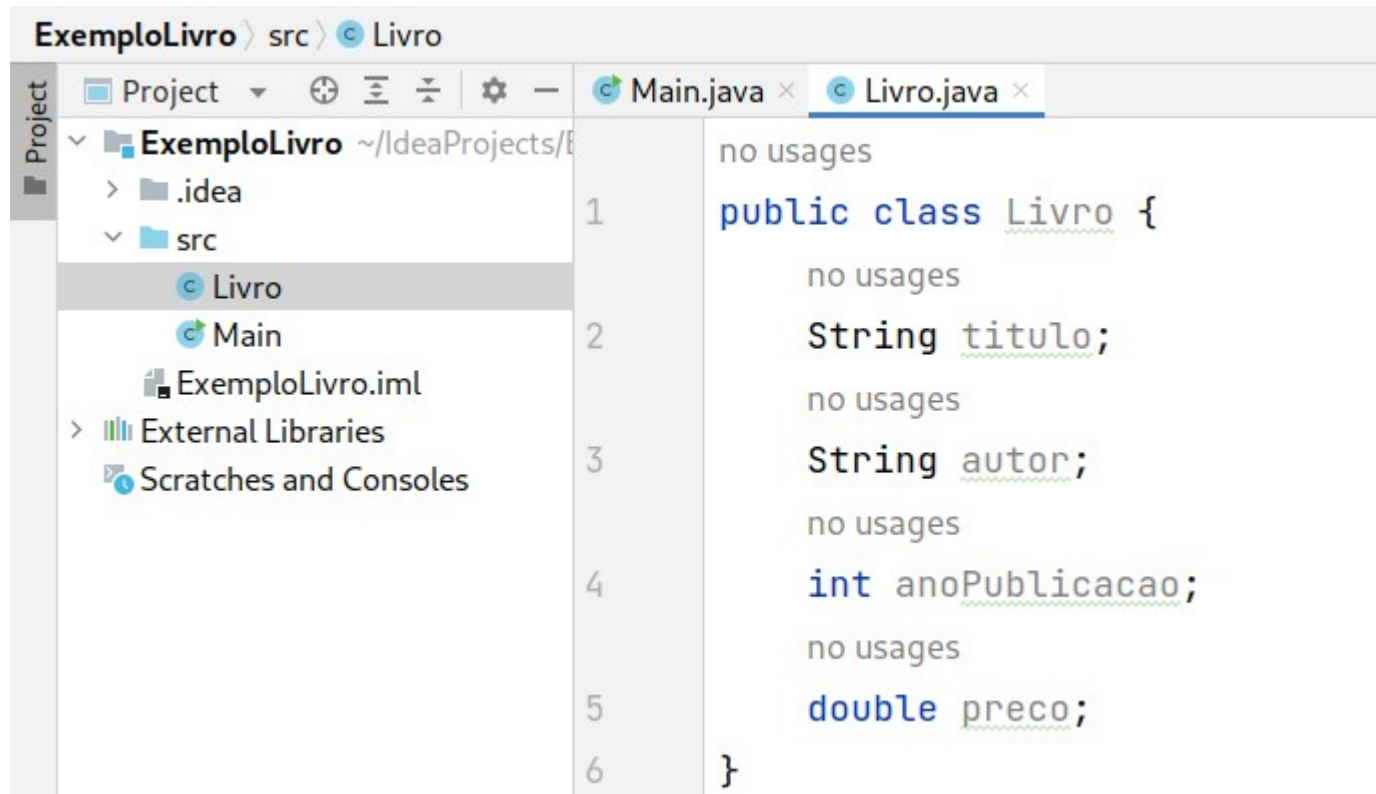 ExemploLivro 〉 src 〉 C Livro
Project
Project
ExemploLivro ~/IdeaProjects/
.idea
src
C Livro
C Main
ExemploLivro.iml
External Libraries
Scratches and Consoles
C Main.java ×
C Livro.java ×
no usages
1 public class Livro {
no usages
2 String titulo;
no usages
3 String autor;
no usages
4 int anoPublicacao;
no usages
5 double preco;
6 }